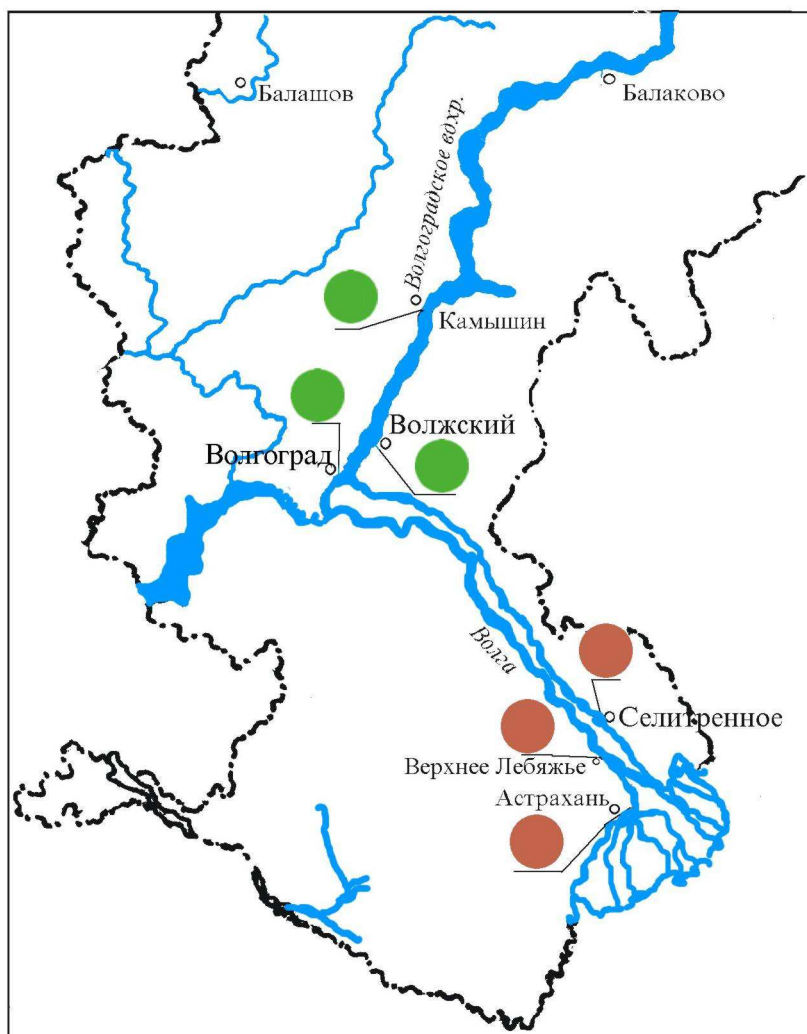 Балашов
Балаково
Волгоградское вдхр.
Камышин
Волжский
Волгоград
Волга
Селитренное
Верхнее Лебяжье
Астрахань